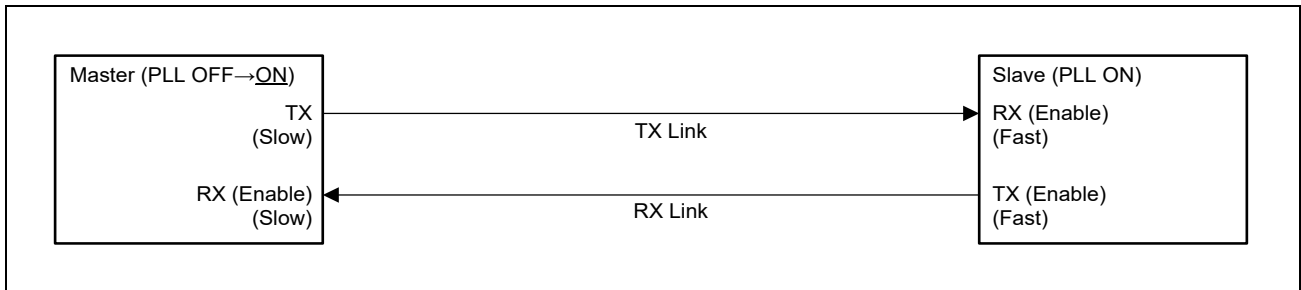 Master (PLL OFF→ON)
TX
(Slow)
RX (Enable)
(Slow)
TX Link
RX Link
Slave (PLL ON)
RX (Enable)
(Fast)
TX (Enable)
(Fast)